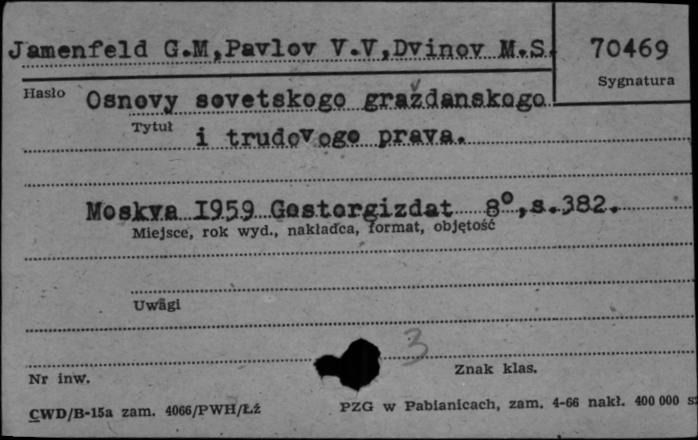 Jamenfeld G.M,Pavlov V.V,Dvinov M.S.
70469
Sygnatura
Hasło
Osnovy sovetskogo graždanskogo
Tytuł
i trudovogo prava.
Moskva 1959 Gostorgizdat 8°,s.382.
Miejsce, rok wyd., nakładca, format, objętość
Uwagi
3
Nr inw.
Znak klas.
CWD/B-15a zam. 4066/PWH/Łź
PZG w Pabianicach, zam. 4-66 nakł. 400 000